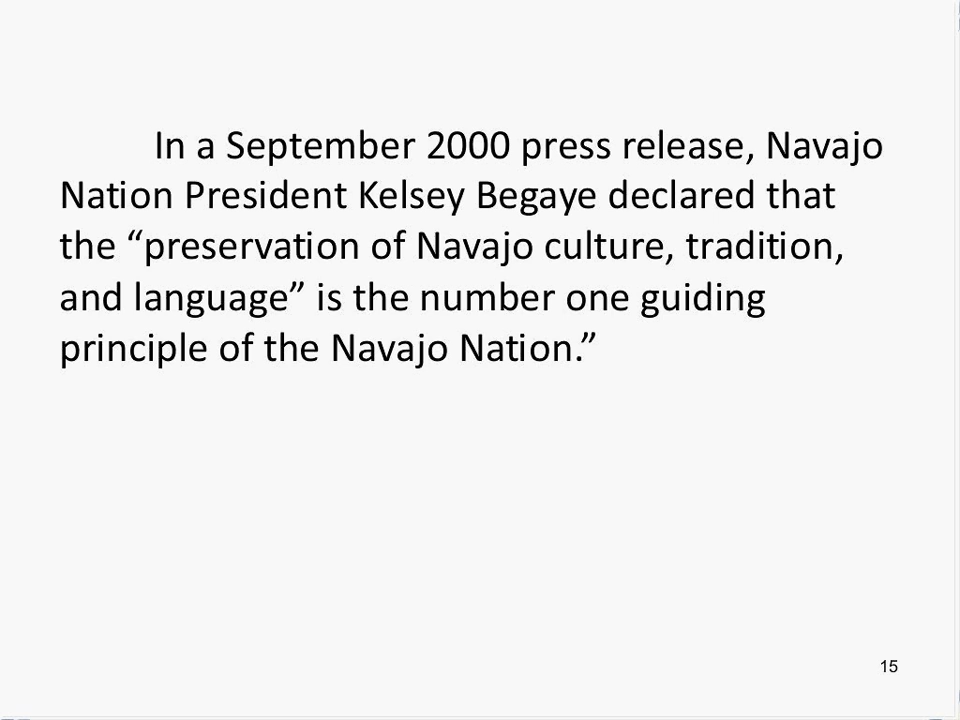 In a September 2000 press release, Navajo
Nation President Kelsey Begaye declared that
the “preservation of Navajo culture, tradition,
and language” is the number one guiding
principle of the Navajo Nation.”
15